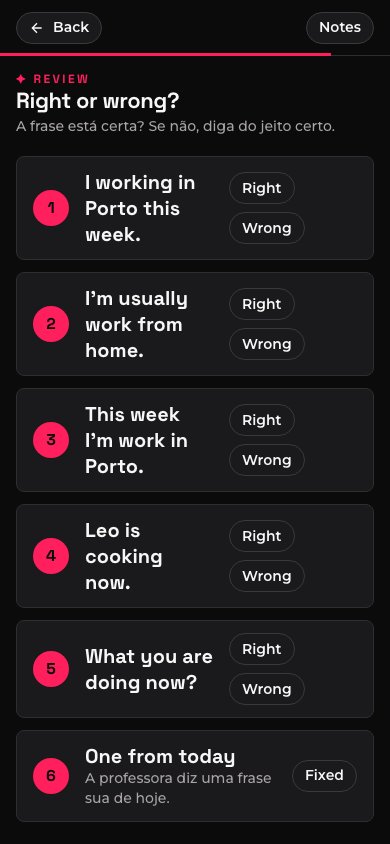 ← Back
Notes
✦ REVIEW
Right or wrong?
A frase está certa? Se não, diga do jeito certo.
1
I working in
Porto this
week.
Right
Wrong
2
I'm usually
work from
home.
Right
Wrong
3
This week
I'm work in
Porto.
Right
Wrong
4
Leo is
cooking
now.
Right
Wrong
5
What you are
doing now?
Right
Wrong
6
One from today
A professora diz uma frase
sua de hoje.
Fixed